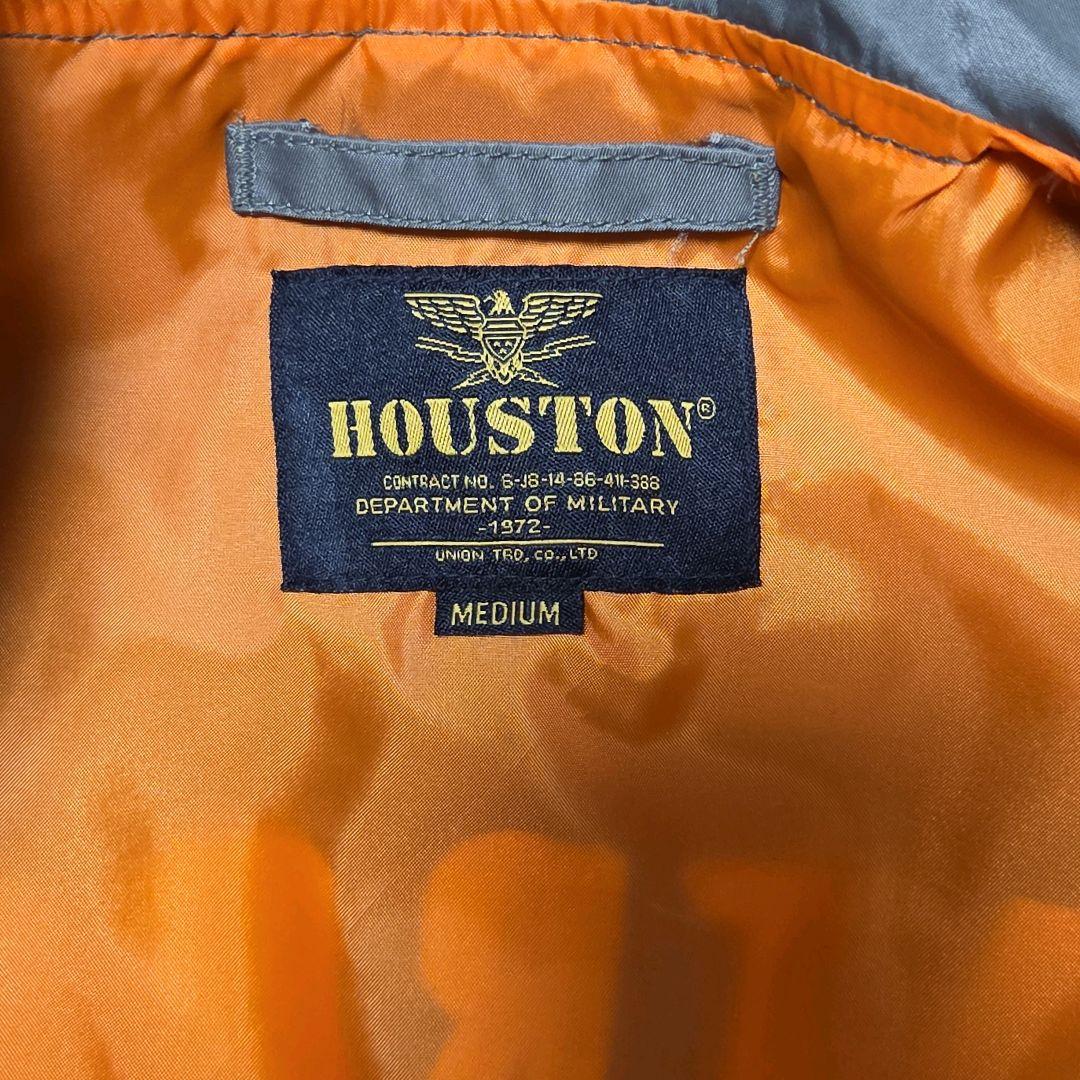 HOUSTON®
CONTRACT NO. 6-J8-14-86-411-388
DEPARTMENT OF MILITARY
-1972-
UNION TRD, CO., LTD
MEDIUM